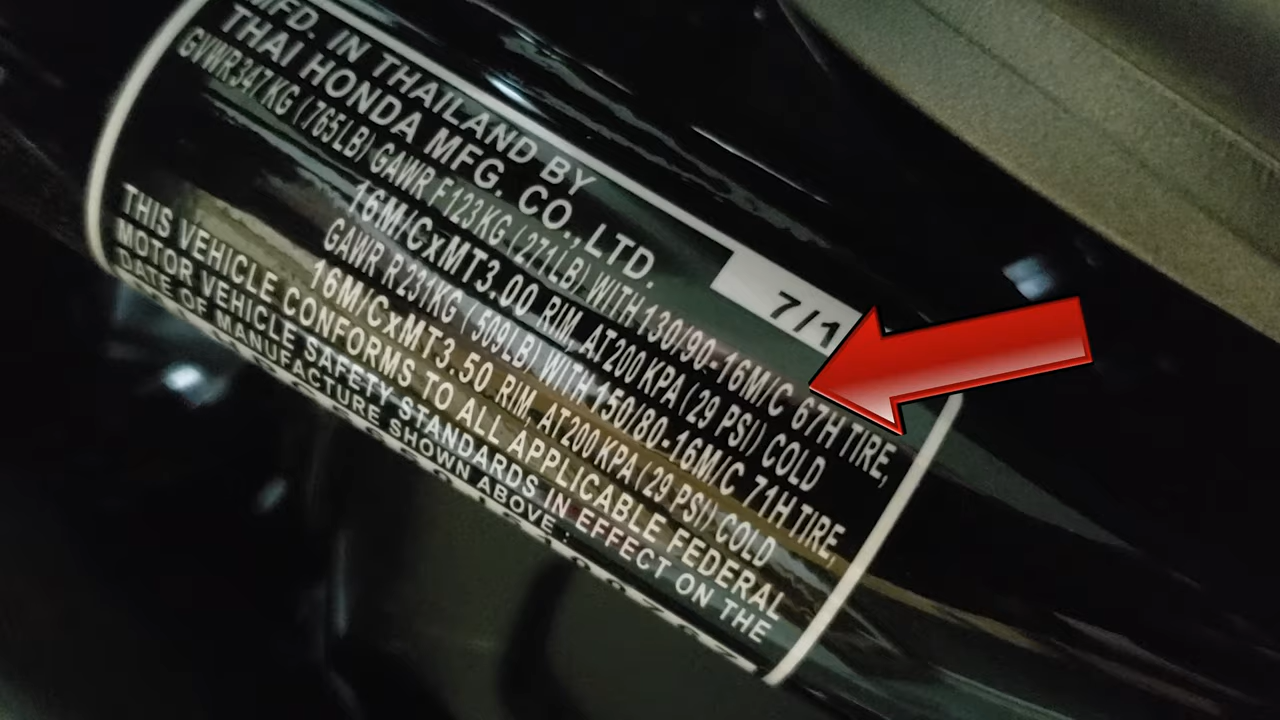 MFD. IN THAILAND BY
THAI HONDA MFG. CO.,LTD.
7/1
GVWR347KG (765LB) GAWR F123KG (271LB) WITH 130/90-16M/C 67H TIRE,
16M/CxMT3.00 RIM, AT200 KPA (29 PSI) COLD
GAWR R231KG (509LB) WITH 150/80-16M/C 71H TIRE,
16M/CxMT3.50 RIM, AT200 KPA (29 PSI) COLD
THIS VEHICLE CONFORMS TO ALL APPLICABLE FEDERAL
MOTOR VEHICLE SAFETY STANDARDS IN EFFECT ON THE
DATE OF MANUFACTURE SHOWN ABOVE :